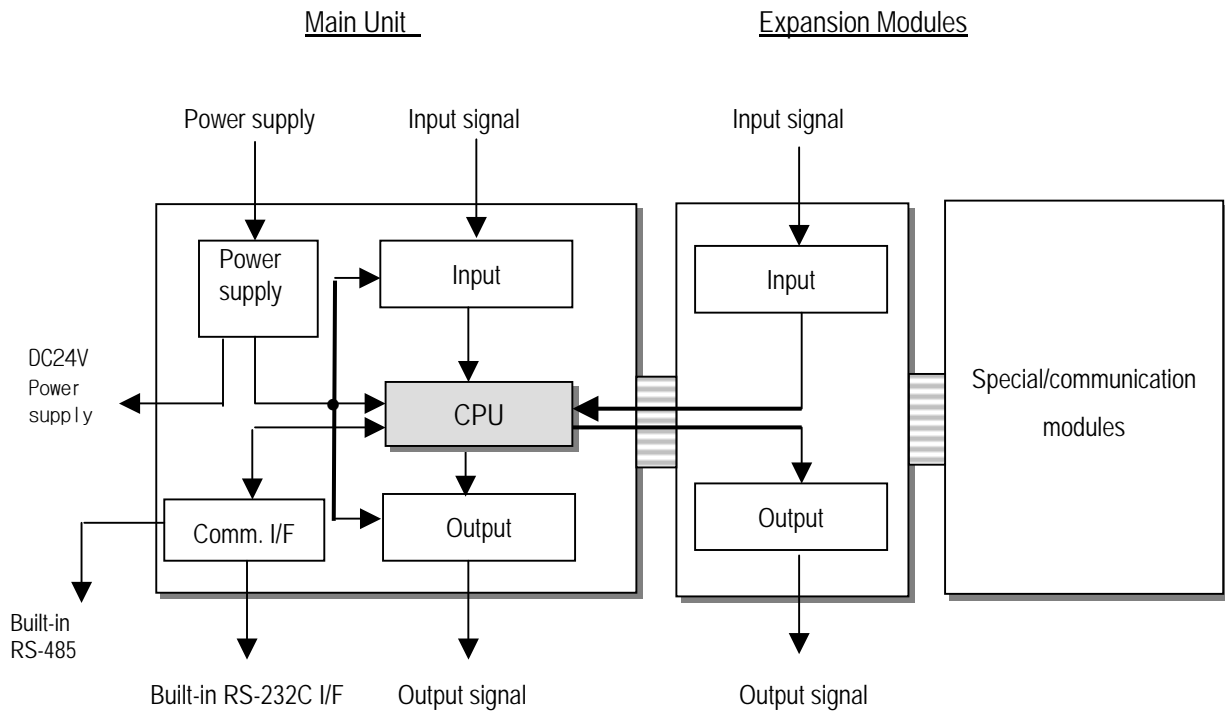 Main Unit
Expansion Modules
Power supply
Input signal
Input signal
Power
supply
Input
Input
DC24V
Power
supply
CPU
Special/communication
modules
Comm. I/F
Output
Output
Built-in
RS-485
Built-in RS-232C I/F
Output signal
Output signal